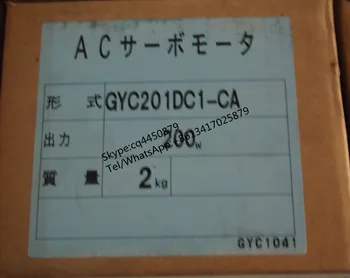 ACサーボモータ
形式 GYC201DC1-CA
Skype:cq4450879
Tel/WhatsApp:8613417025879
出力 200w
質量 2kg
GYC1041